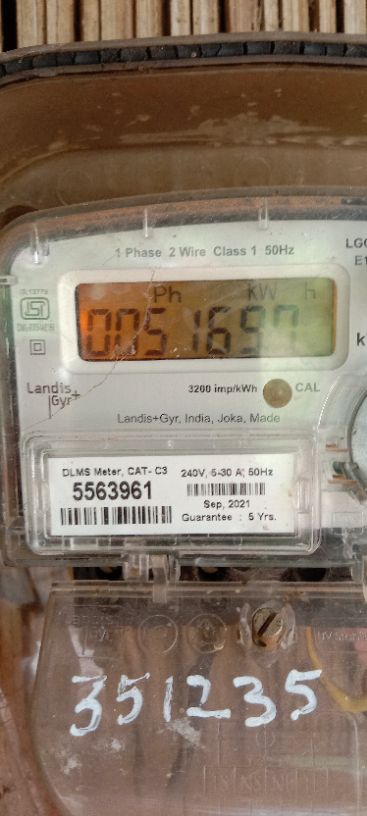 1 Phase 2 Wire Class 1 50Hz
Ph kW h
Landis
Gyr+
3200 imp/kWh CAL
Landis+Gyr, India, Joka, Made
DLMS Meter, CAT- C3
240V, 5-30 A; 50Hz
5563961
Sep, 2021
Guarantee : 5 Yrs.
351235